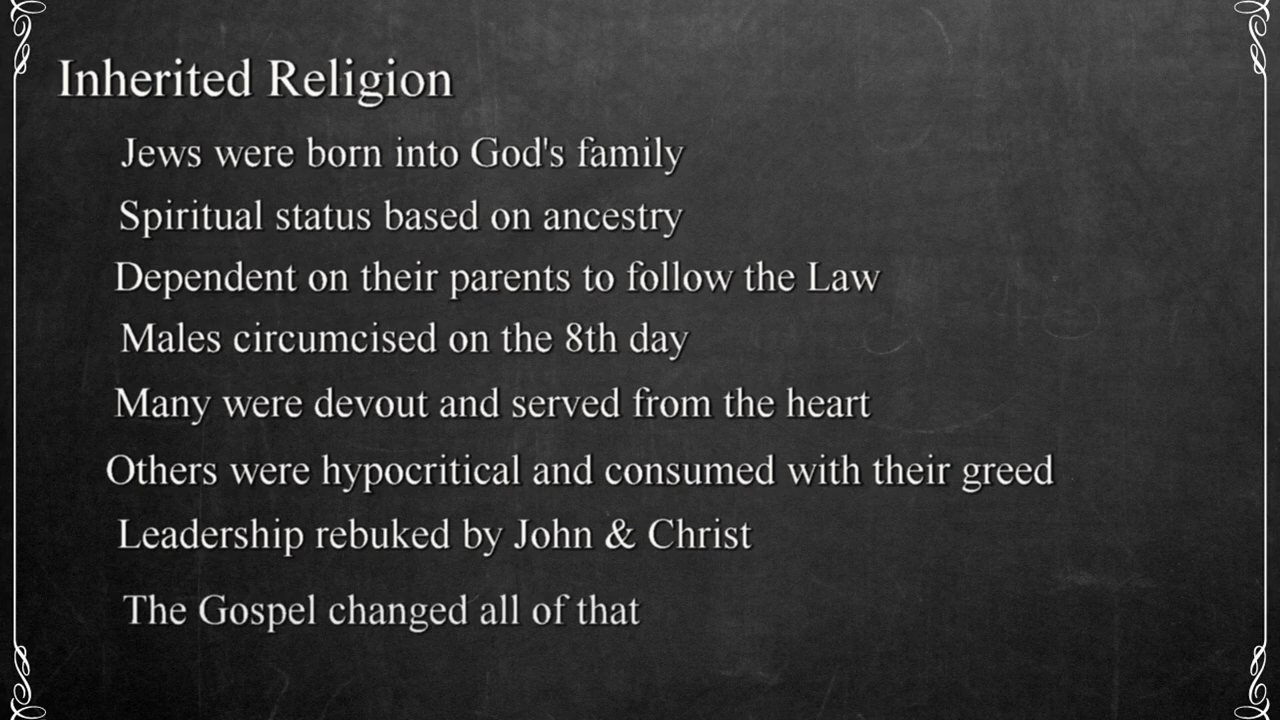 Inherited Religion
Jews were born into God's family
Spiritual status based on ancestry
Dependent on their parents to follow the Law
Males circumcised on the 8th day
Many were devout and served from the heart
Others were hypocritical and consumed with their greed
Leadership rebuked by John & Christ
The Gospel changed all of that